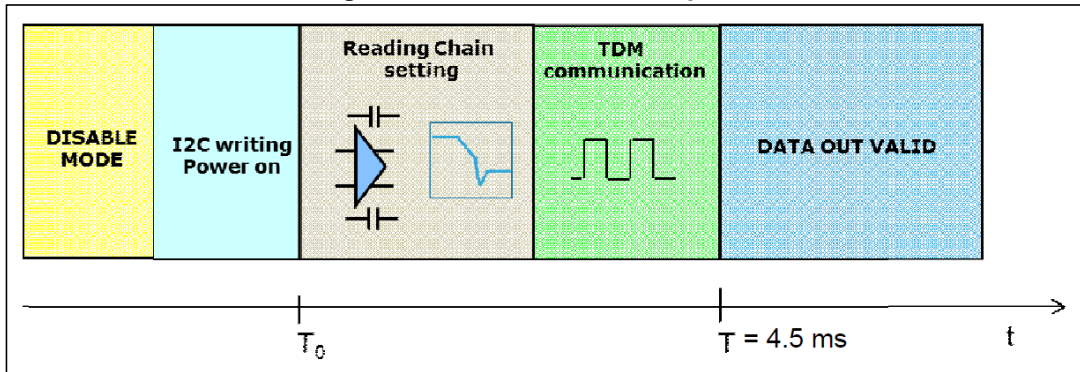 DISABLE
MODE
I2C writing
Power on
Reading Chain
setting
TDM
communication
DATA OUT VALID
T0
T = 4.5 ms
t